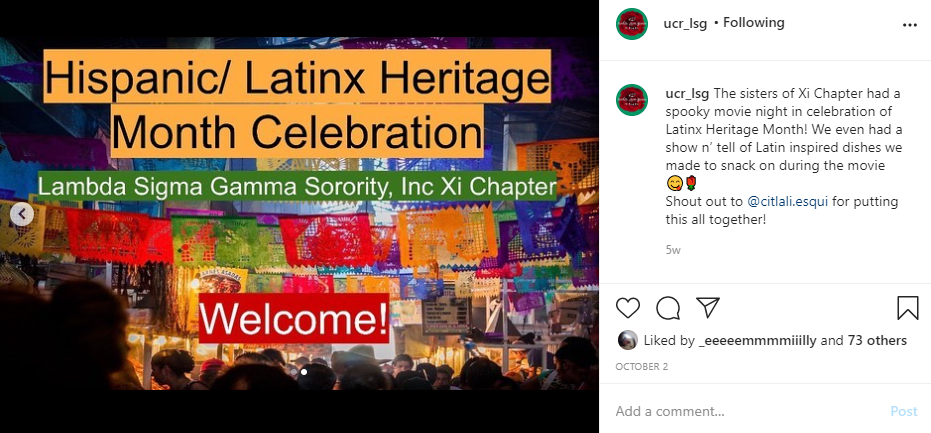 Hispanic/ Latinx Heritage
Month Celebration
Lambda Sigma Gamma Sorority, Inc Xi Chapter
Welcome!
ucr_lsg • Following
ucr_lsg The sisters of Xi Chapter had a
spooky movie night in celebration of
Latinx Heritage Month! We even had a
show n’ tell of Latin inspired dishes we
made to snack on during the movie
😋🌹
Shout out to @citlali.esqui for putting
this all together!
5w
Liked by _eeeeemmmmiiilly and 73 others
OCTOBER 2
Add a comment...
Post